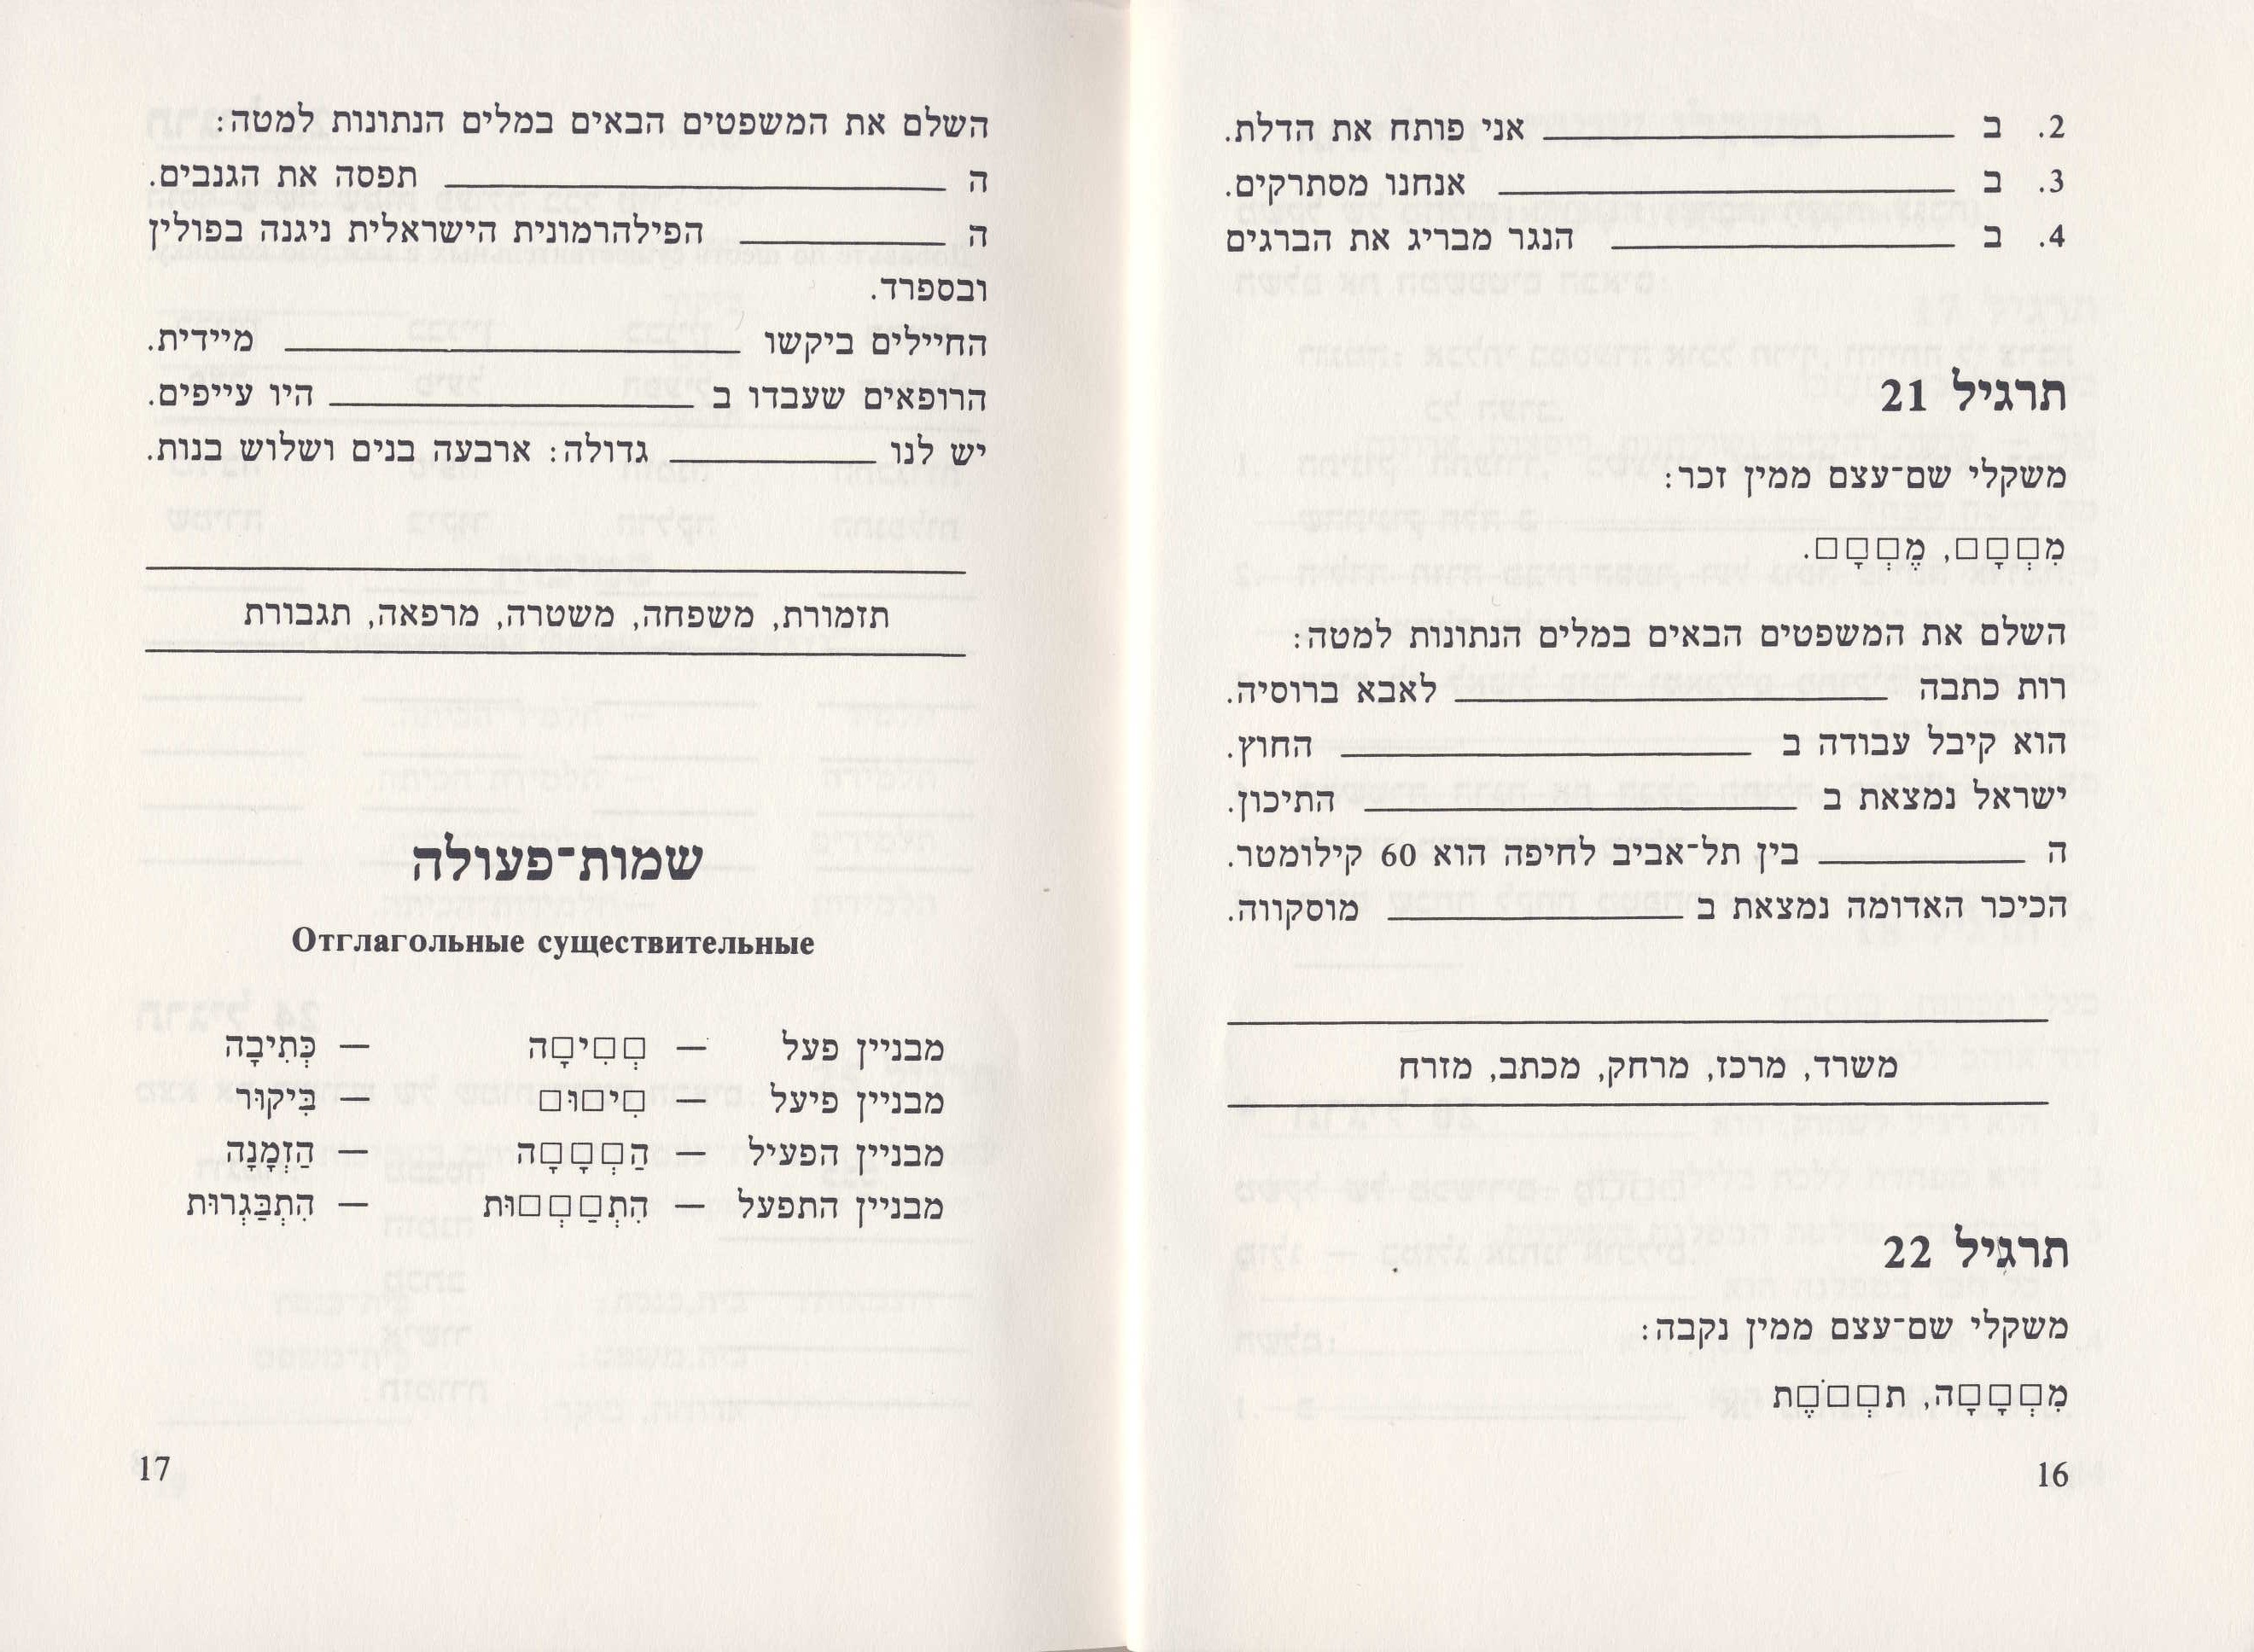 2. ב ________ אני פותח את הדלת.
3. ב ________ אנחנו מסתרקים.
4. ב ________ הנגר מבריג את הברגים
תרגיל 21
משקלי שם־עצם ממין זכר:
מִ□ְ□ָ□, מֶ□ְ□ָ□.
השלם את המשפטים הבאים במלים הנתונות למטה:
רות כתבה ________ לאבא ברוסיה.
הוא קיבל עבודה ב ________ החוץ.
ישראל נמצאת ב ________ התיכון.
ה ________ בין תל־אביב לחיפה הוא 60 קילומטר.
הכיכר האדומה נמצאת ב ________ מוסקווה.
משרד, מרכז, מרחק, מכתב, מזרח
תרגיל 22
משקלי שם־עצם ממין נקבה:
מִ□ְ□ָ□ָה, ת□ְ□ֹ□ֶת
16
השלם את המשפטים הבאים במלים הנתונות למטה:
ה ________ תפסה את הגנבים.
ה ________ הפילהרמונית הישראלית ניגנה בפולין
ובספרד.
החיילים ביקשו ________ מיידית.
הרופאים שעבדו ב ________ היו עייפים.
יש לנו ________ גדולה: ארבעה בנים ושלוש בנות.
תזמורת, משפחה, משטרה, מרפאה, תגבורת
שמות־פעולה
Отглагольные существительные
מבניין פעל — □ְ□ִי□ָה — כְּתִיבָה
מבניין פיעל — □ִי□וּ□ — בִּיקוּר
מבניין הפעיל — הַ□ְ□ָ□ָה — הַזְמָנָה
מבניין התפעל — הִתְ□ַ□ְ□וּת — הִתְבַּגְרוּת
17